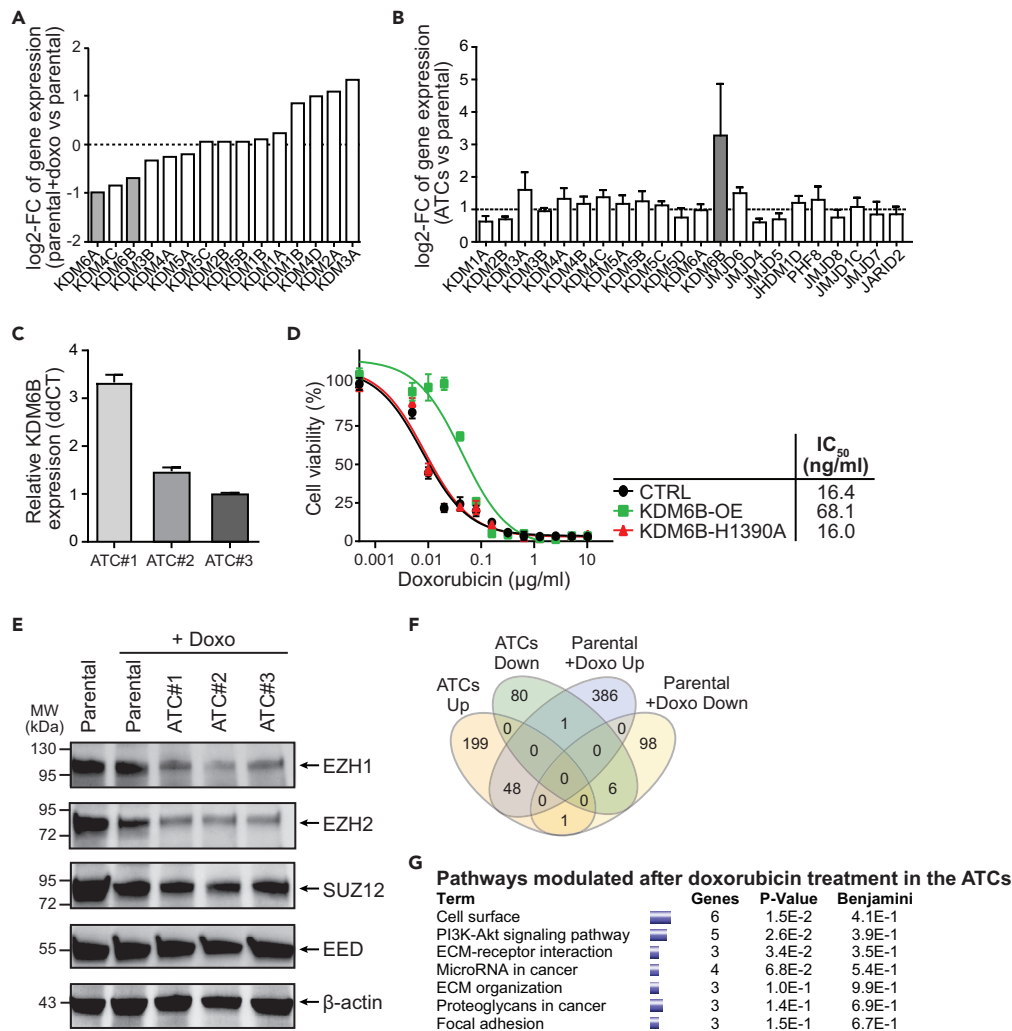 A
log2-FC of gene expression
(parental+doxo vs parental)
2
1
0
-1
-2
KDM6A
KDM4C
KDM6B
KDM3B
KDM4A
KDM5A
KDM5C
KDM2B
KDM5B
KDM1B
KDM1A
KDM1B
KDM4D
KDM2A
KDM3A
B
log2-FC of gene expression
(ATCs vs parental)
6
5
4
3
2
1
0
KDM1A
KDM2B
KDM3A
KDM3B
KDM4A
KDM4B
KDM4C
KDM5A
KDM5B
KDM5C
KDM5D
KDM6A
KDM6B
JMJD6
JMJD4
JMJD5
JHDM1D
PHF8
JMJD8
JMJD1C
JMJD7
JARID2
C
Relative KDM6B
expresison (ddCT)
4
3
2
1
0
ATC#1
ATC#2
ATC#3
D
Cell viability (%)
100
75
50
25
0
0.001
0.01
0.1
1
10
Doxorubicin (µg/ml)
IC50
(ng/ml)
CTRL 16.4
KDM6B-OE 68.1
KDM6B-H1390A 16.0
E
+ Doxo
Parental
Parental
ATC#1
ATC#2
ATC#3
MW
(kDa)
130
95
EZH1
95
72
EZH2
95
72
SUZ12
55
EED
43
β-actin
F
ATCs
Up
ATCs
Down
Parental
+Doxo Up
Parental
+Doxo Down
80
386
199
0
1
0
98
0
0
48
0
6
0
0
1
G
Pathways modulated after doxorubicin treatment in the ATCs
Term Genes P-Value Benjamini
Cell surface 6 1.5E-2 4.1E-1
PI3K-Akt signaling pathway 5 2.6E-2 3.9E-1
ECM-receptor interaction 3 3.4E-2 3.5E-1
MicroRNA in cancer 4 6.8E-2 5.4E-1
ECM organization 3 1.0E-1 9.9E-1
Proteoglycans in cancer 3 1.4E-1 6.9E-1
Focal adhesion 3 1.5E-1 6.7E-1